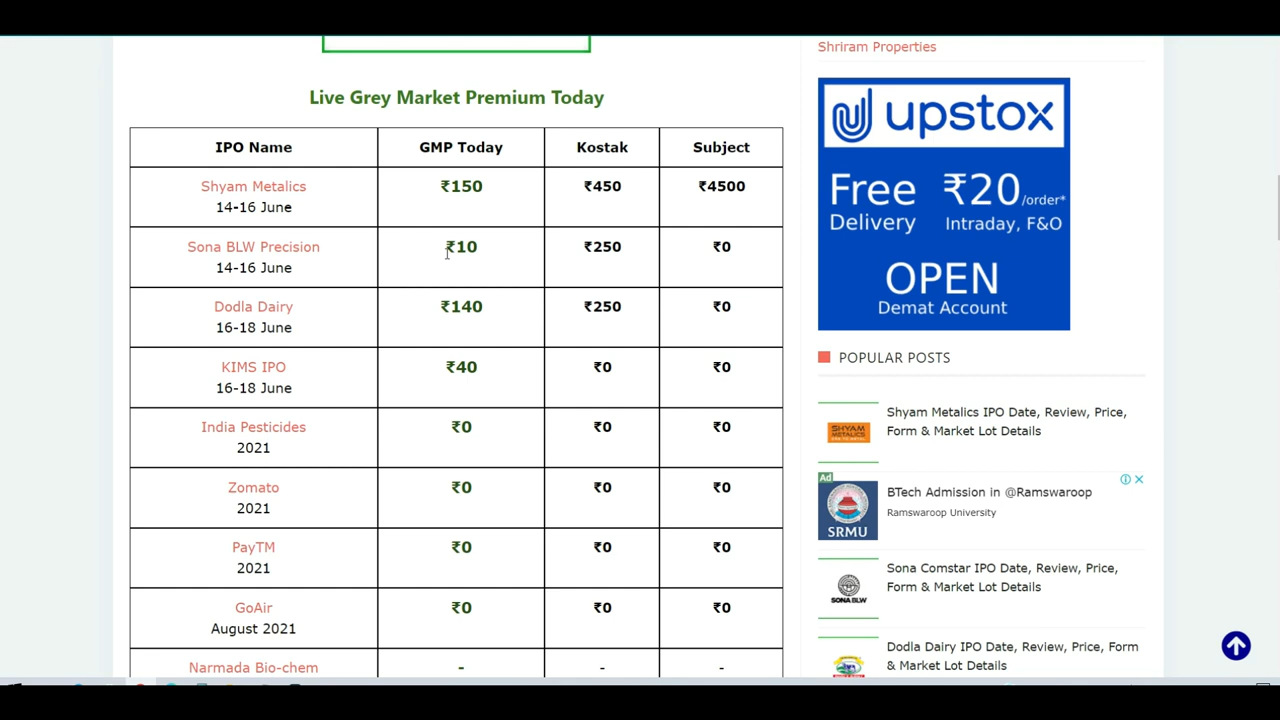 Live Grey Market Premium Today
IPO Name GMP Today Kostak Subject
Shyam Metalics ₹150 ₹450 ₹4500
14-16 June
Sona BLW Precision ₹10 ₹250 ₹0
14-16 June
Dodla Dairy ₹140 ₹250 ₹0
16-18 June
KIMS IPO ₹40 ₹0 ₹0
16-18 June
India Pesticides ₹0 ₹0 ₹0
2021
Zomato ₹0 ₹0 ₹0
2021
PayTM ₹0 ₹0 ₹0
2021
GoAir ₹0 ₹0 ₹0
August 2021
Narmada Bio-chem - - -
Shriram Properties
upstox
Free ₹20/order*
Delivery Intraday, F&O
OPEN
Demat Account
POPULAR POSTS
SHYAM
METALICS
Shyam Metalics IPO Date, Review, Price,
Form & Market Lot Details
Ad
SRMU
BTech Admission in @Ramswaroop
Ramswaroop University
SONA BLW
Sona Comstar IPO Date, Review, Price,
Form & Market Lot Details
Dodla Dairy IPO Date, Review, Price, Form
& Market Lot Details